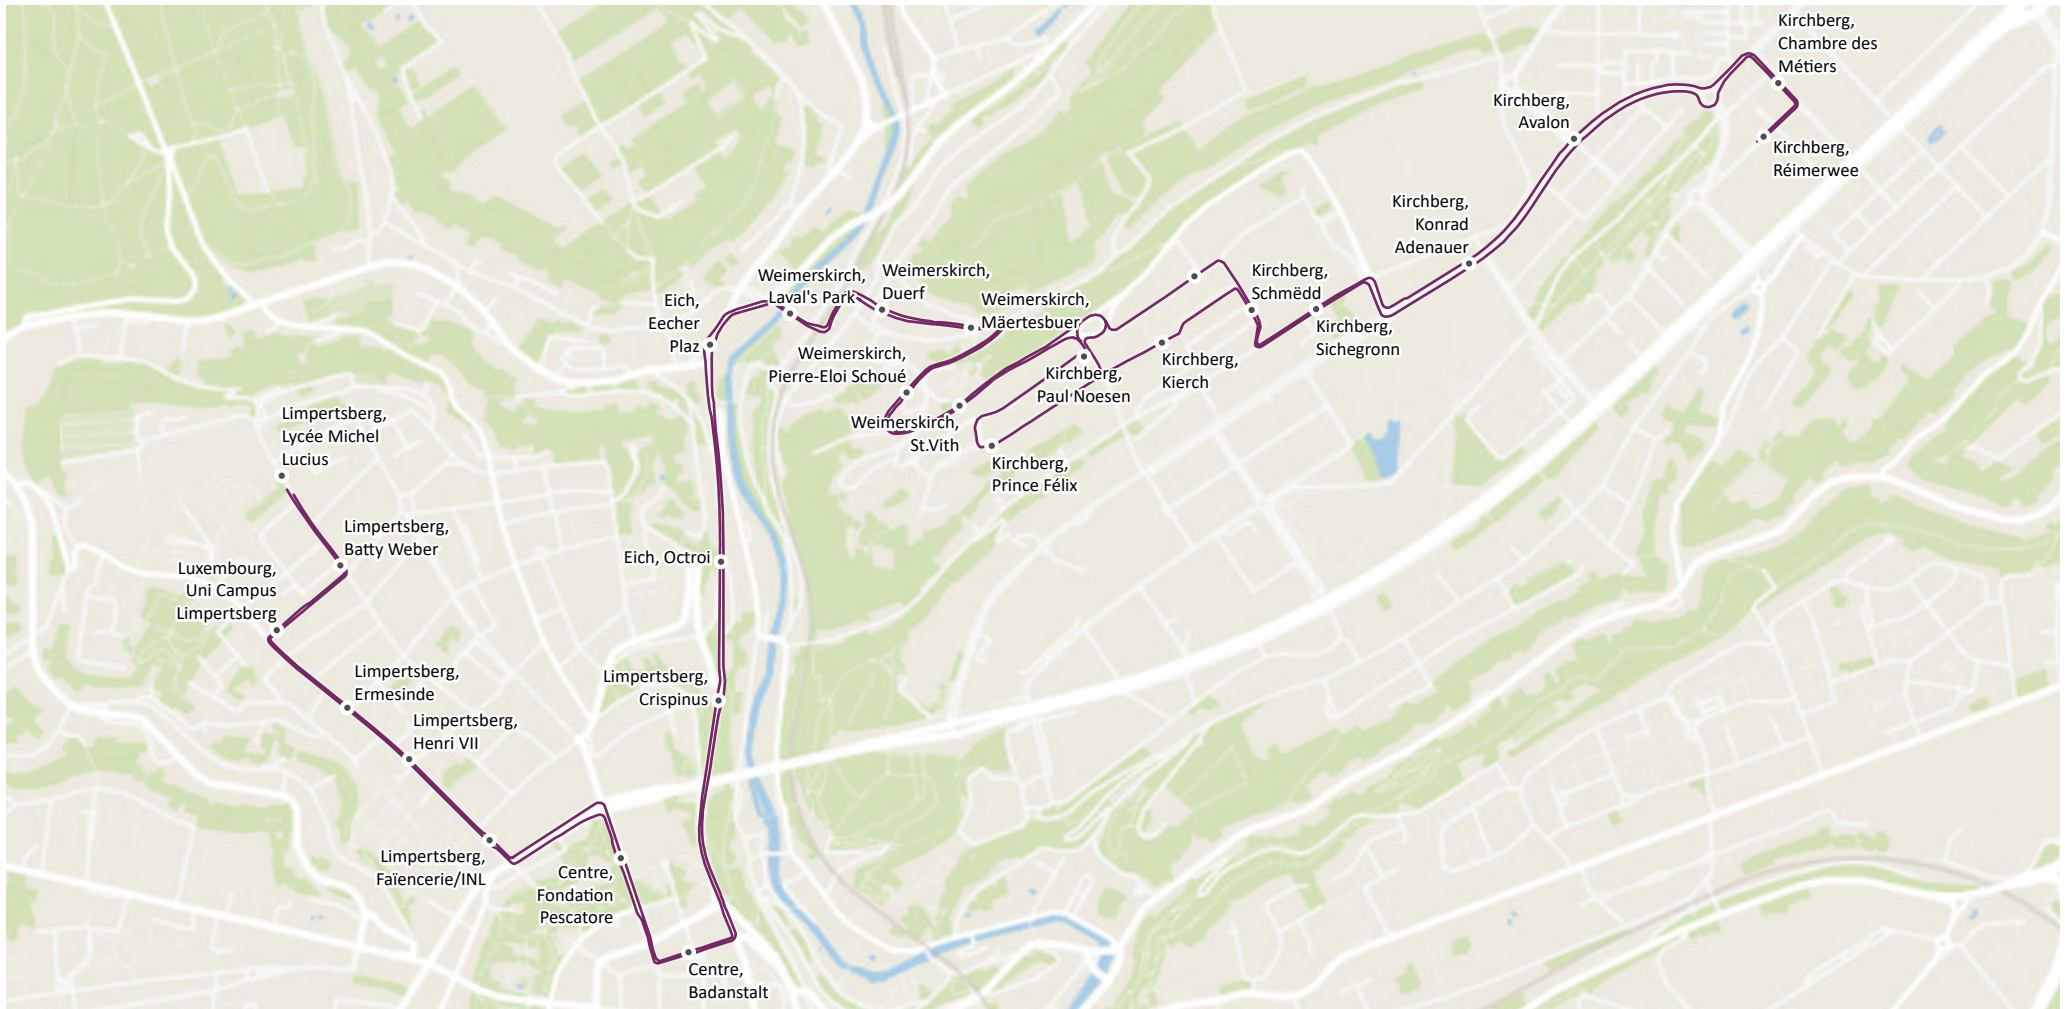 Kirchberg,
Chambre des
Métiers
Kirchberg,
Avalon
Kirchberg,
Réimerwee
Kirchberg,
Konrad
Adenauer
Kirchberg,
Schmëdd
Kirchberg,
Sichegronn
Weimerskirch,
Laval's Park
Weimerskirch,
Duerf
Weimerskirch,
Mäertesbuer
Eich,
Eecher
Plaz
Weimerskirch,
Pierre-Eloi Schoué
Kirchberg,
Paul Noesen
Kirchberg,
Kierch
Weimerskirch,
St.Vith
Kirchberg,
Prince Félix
Limpertsberg,
Lycée Michel
Lucius
Limpertsberg,
Batty Weber
Luxembourg,
Uni Campus
Limpertsberg
Eich, Octroi
Limpertsberg,
Ermesinde
Limpertsberg,
Crispinus
Limpertsberg,
Henri VII
Limpertsberg,
Faïencerie/INL
Centre,
Fondation
Pescatore
Centre,
Badanstalt